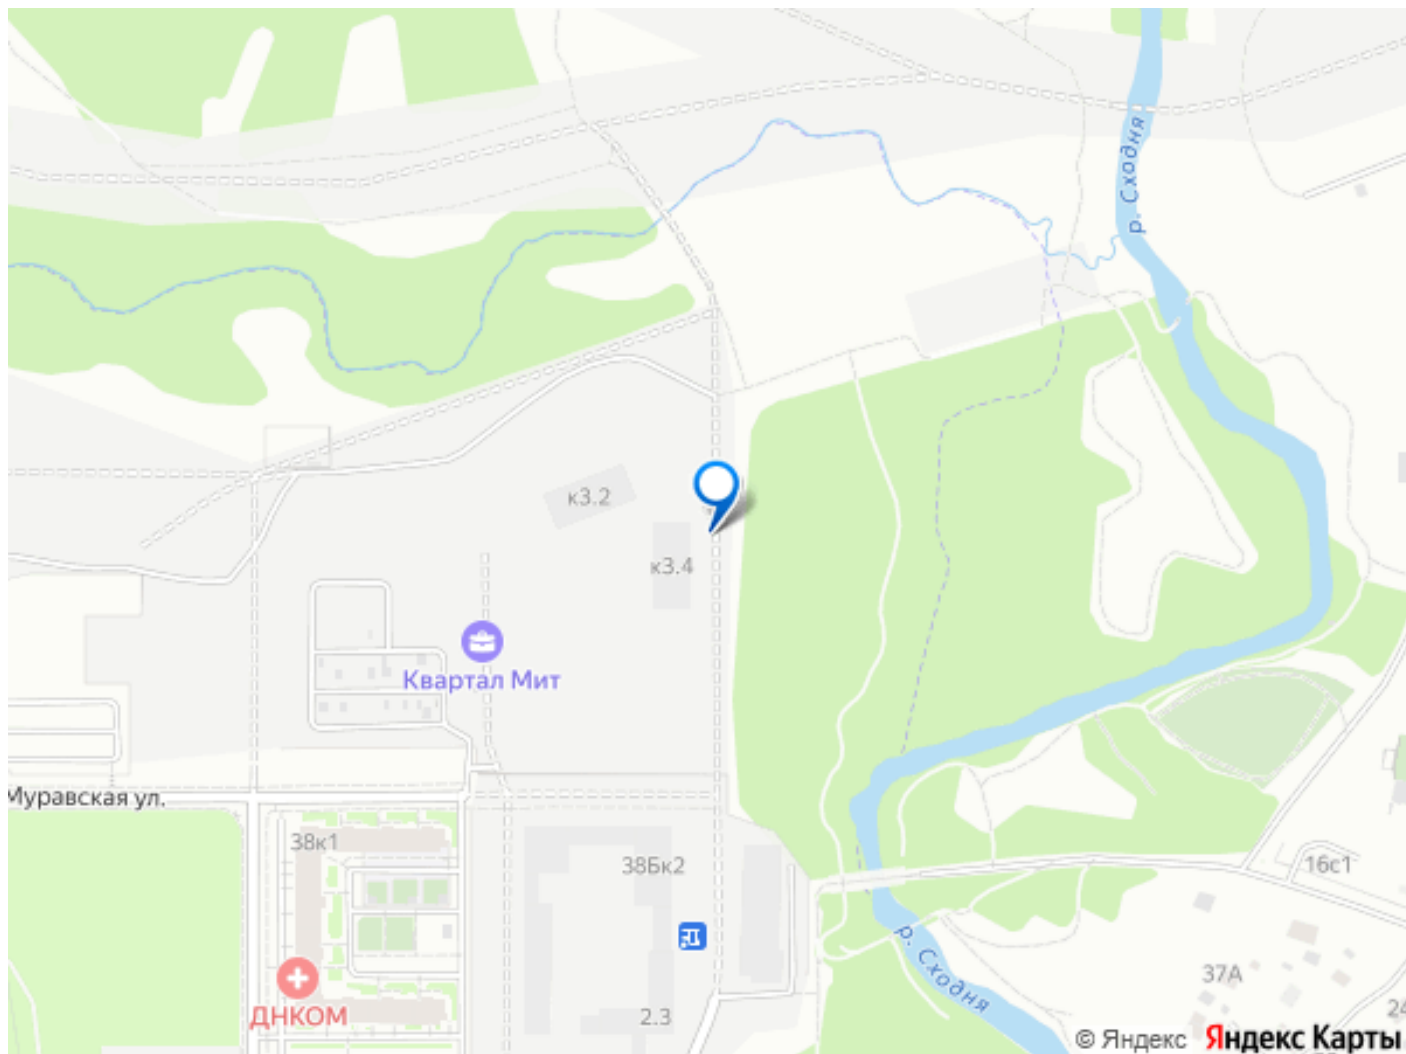 р. Сходня
к3.2
к3.4
Квартал Мит
Муравская ул.
38к1
38Бк2
16с1
р. Сходня
37А
ДНКОМ
2.3
24
© Яндекс Яндекс Карты